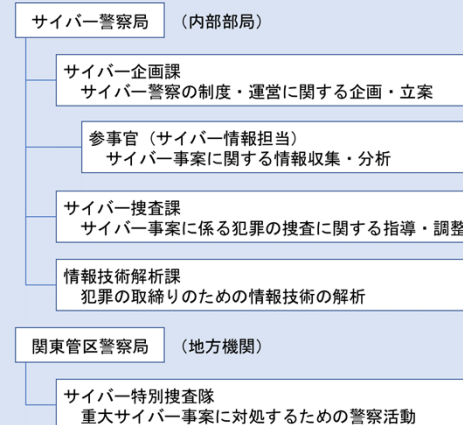 サイバー警察局 （内部部局）
サイバー企画課
サイバー警察の制度・運営に関する企画・立案
参事官（サイバー情報担当）
サイバー事案に関する情報収集・分析
サイバー捜査課
サイバー事案に係る犯罪の捜査に関する指導・調整
情報技術解析課
犯罪の取締りのための情報技術の解析
関東管区警察局 （地方機関）
サイバー特別捜査隊
重大サイバー事案に対処するための警察活動